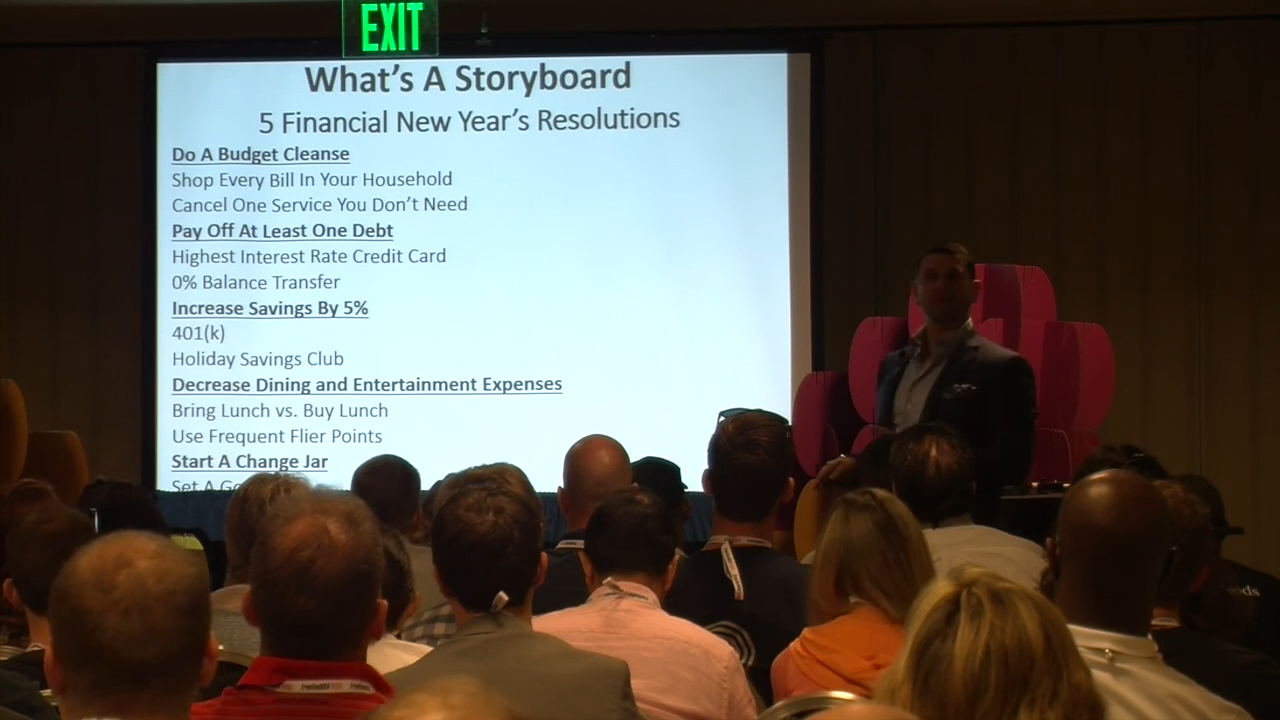 EXIT
What's A Storyboard
5 Financial New Year's Resolutions
Do A Budget Cleanse
Shop Every Bill In Your Household
Cancel One Service You Don't Need
Pay Off At Least One Debt
Highest Interest Rate Credit Card
0% Balance Transfer
Increase Savings By 5%
401(k)
Holiday Savings Club
Decrease Dining and Entertainment Expenses
Bring Lunch vs. Buy Lunch
Use Frequent Flier Points
Start A Change Jar
Set A